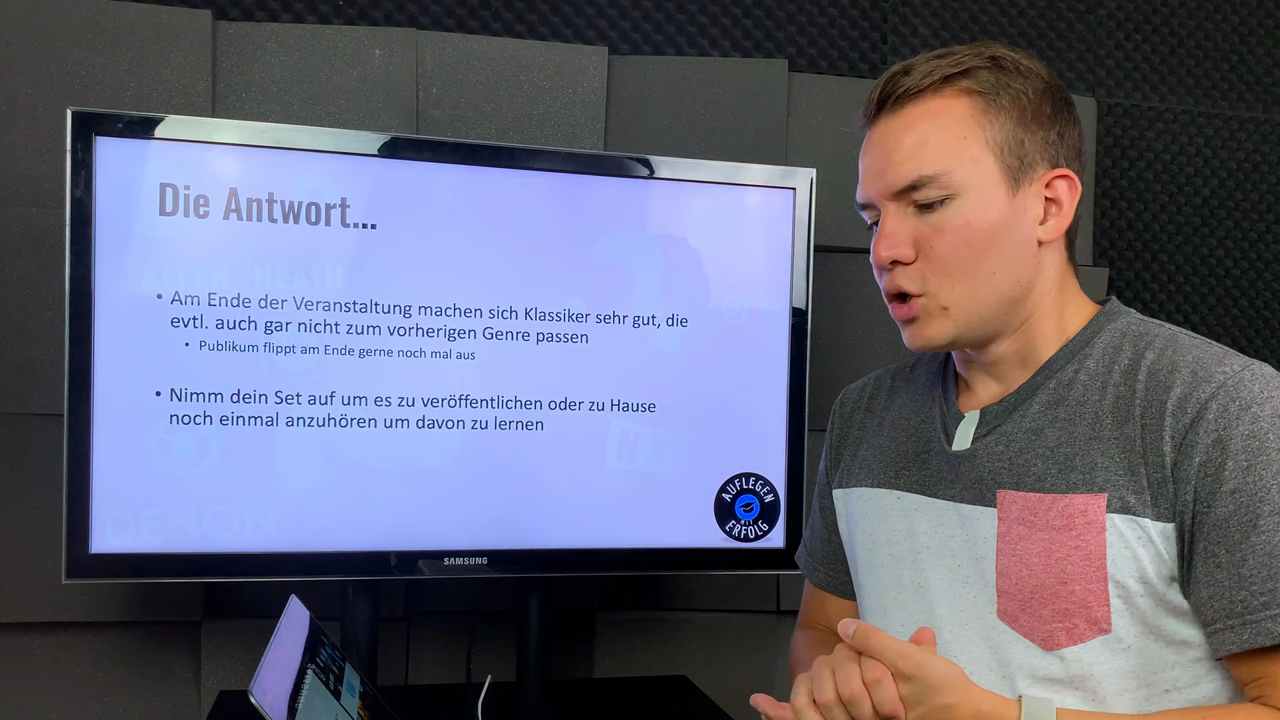 Die Antwort...
• Am Ende der Veranstaltung machen sich Klassiker sehr gut, die
evtl. auch gar nicht zum vorherigen Genre passen
• Publikum flippt am Ende gerne noch mal aus
• Nimm dein Set auf um es zu veröffentlichen oder zu Hause
noch einmal anzuhören um davon zu lernen
AUFLEGEN
MIT
ERFOLG
SAMSUNG